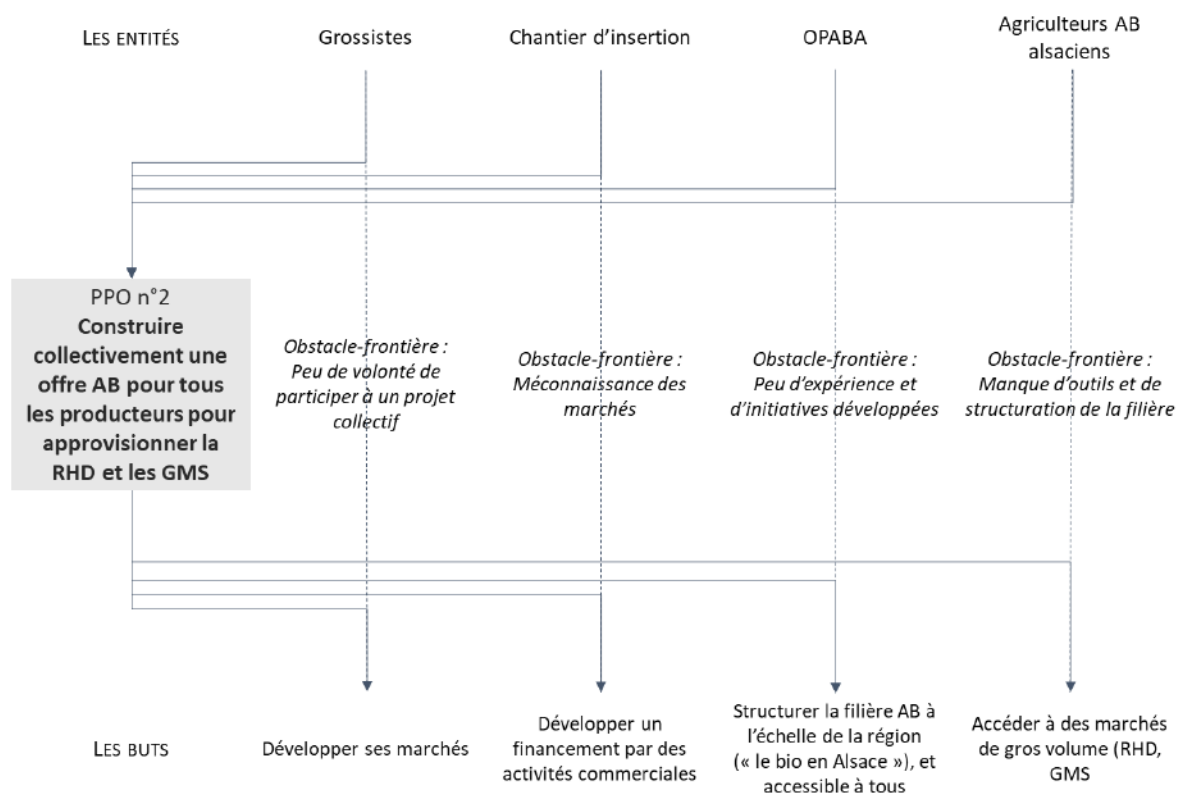 LES ENTITÉS
Grossistes
Chantier d'insertion
OPABA
Agriculteurs AB
alsaciens
PPO n°2
Construire
collectivement une
offre AB pour tous
les producteurs pour
approvisionner la
RHD et les GMS
Obstacle-frontière :
Peu de volonté de
participer à un projet
collectif
Obstacle-frontière :
Méconnaissance des
marchés
Obstacle-frontière :
Peu d'expérience et
d'initiatives développées
Obstacle-frontière :
Manque d'outils et de
structuration de la filière
LES BUTS
Développer ses marchés
Développer un
financement par des
activités commerciales
Structurer la filière AB à
l'échelle de la région
(« le bio en Alsace »), et
accessible à tous
Accéder à des marchés
de gros volume (RHD,
GMS